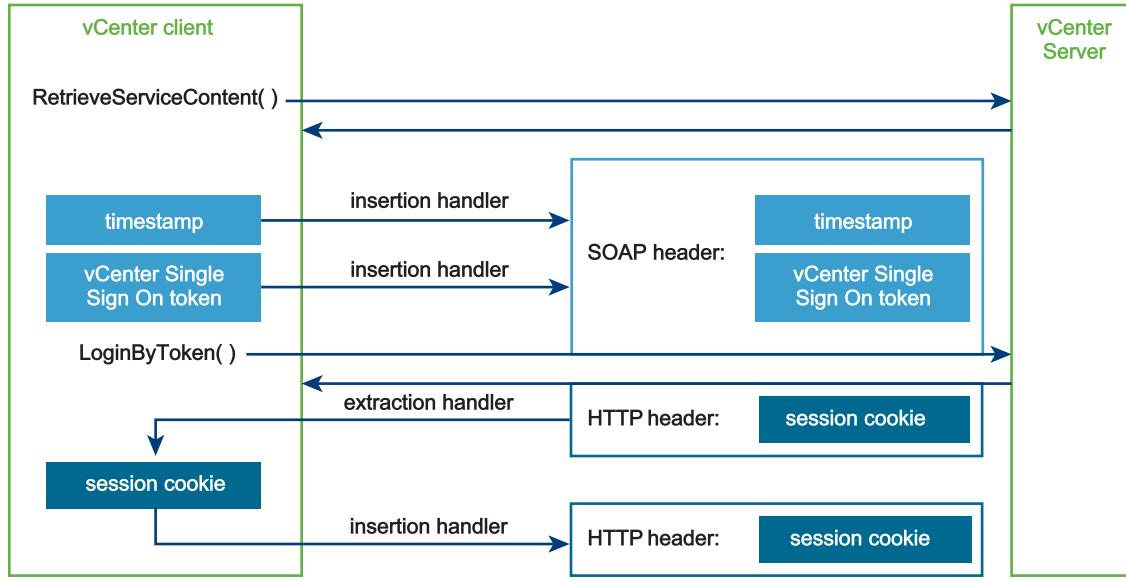 vCenter client
vCenter
Server
RetrieveServiceContent( )
timestamp
insertion handler
SOAP header:
timestamp
vCenter Single
Sign On token
insertion handler
vCenter Single
Sign On token
LoginByToken( )
extraction handler
HTTP header:
session cookie
session cookie
insertion handler
HTTP header:
session cookie